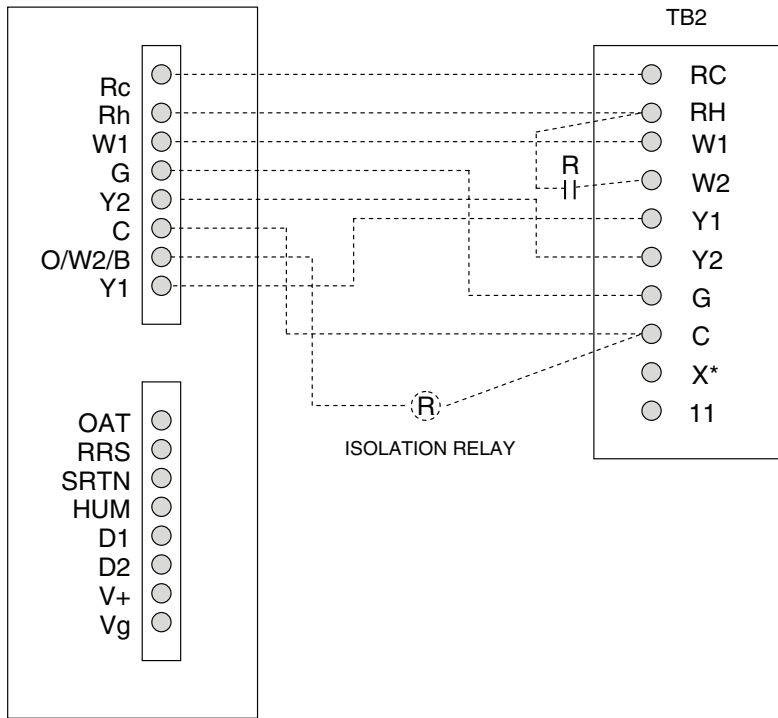 TB2
Rc
Rh
W1
G
Y2
C
O/W2/B
Y1
OAT
RRS
SRTN
HUM
D1
D2
V+
Vg
R
R
ISOLATION RELAY
RC
RH
W1
W2
Y1
Y2
G
C
X*
11